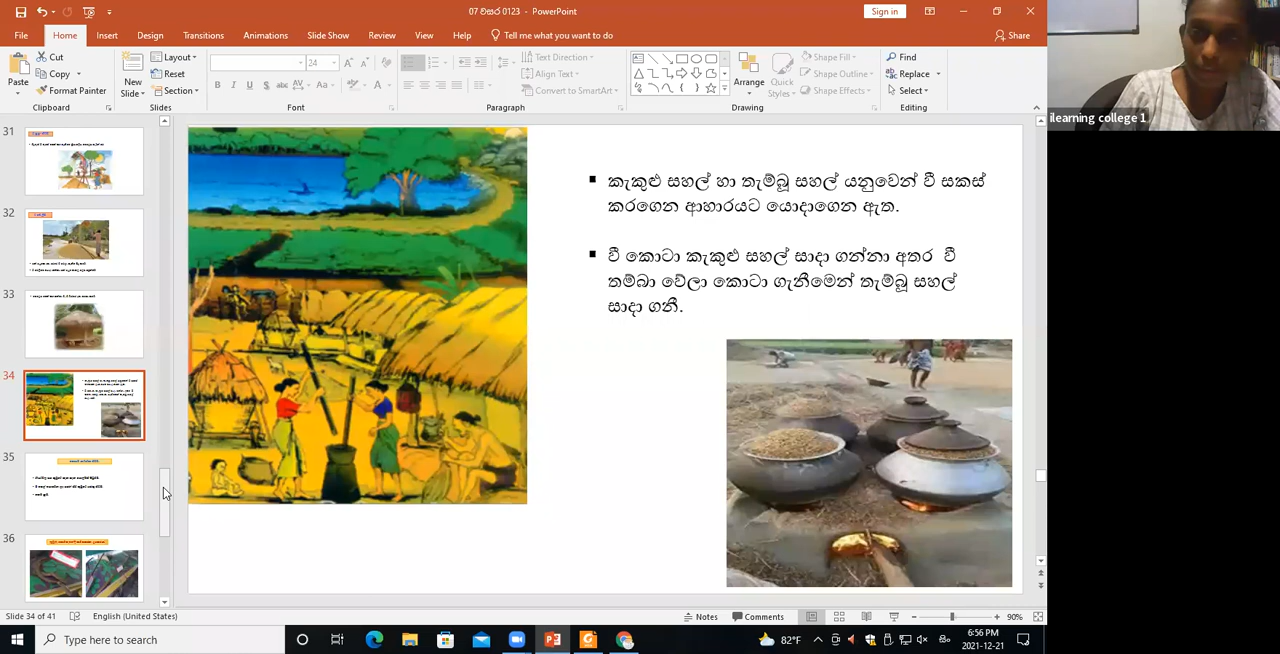 07 වසර 0123 - PowerPoint
Sign in
File Home Insert Design Transitions Animations Slide Show Review View Help Tell me what you want to do
Share
Paste
Cut
Copy
Format Painter
Clipboard
New Slide
Layout
Reset
Section
Slides
24
Font
Text Direction
Align Text
Convert to SmartArt
Paragraph
Arrange
Quick Styles
Shape Fill
Shape Outline
Shape Effects
Drawing
Find
Replace
Select
Editing
ilearning college 1
31
32
33
34
35
36
කැකුළු සහල් හා තැම්බූ සහල් යනුවෙන් වී සකස්
කරගෙන ආහාරයට යොදාගෙන ඇත.
වී කොටා කැකුළු සහල් සාදා ගන්නා අතර වී
තම්බා වේලා කොටා ගැනීමෙන් තැම්බූ සහල්
සාදා ගනී.
Slide 34 of 41 English (United States)
Notes Comments 90%
Type here to search
82°F
6:56 PM
2021-12-21